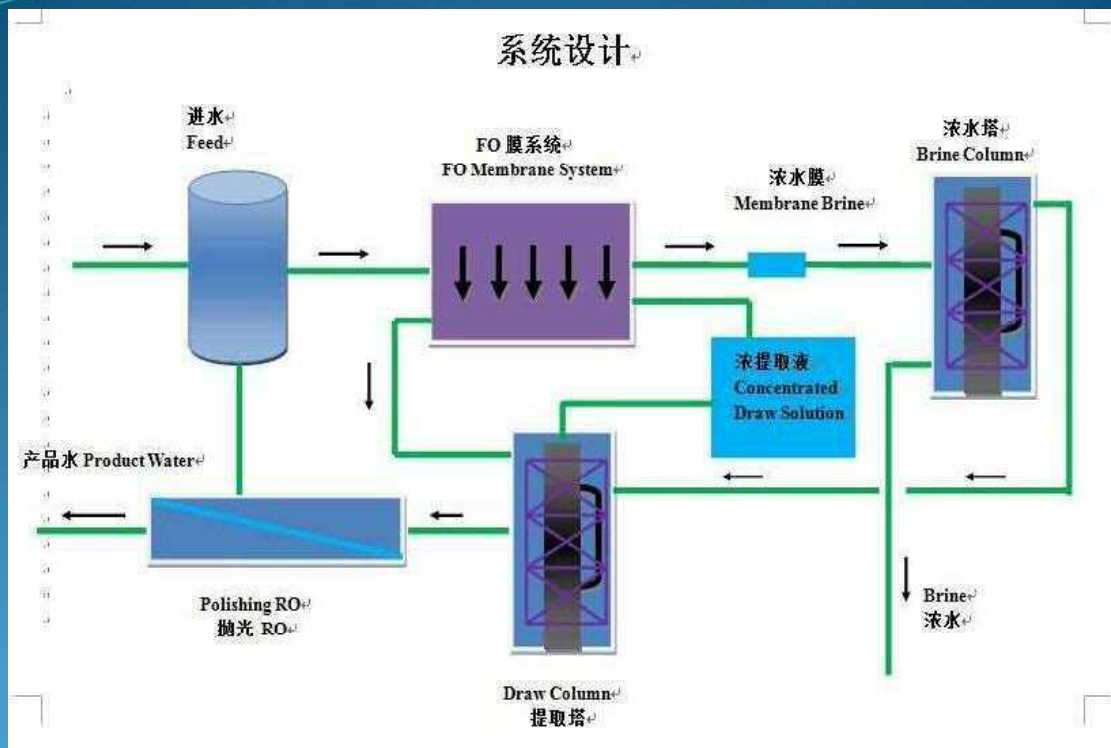 系统设计
进水
Feed
FO 膜系统
FO Membrane System
浓水膜
Membrane Brine
浓水塔
Brine Column
浓提取液
Concentrated
Draw Solution
产品水 Product Water
Polishing RO
抛光 RO
Brine
浓水
Draw Column
提取塔